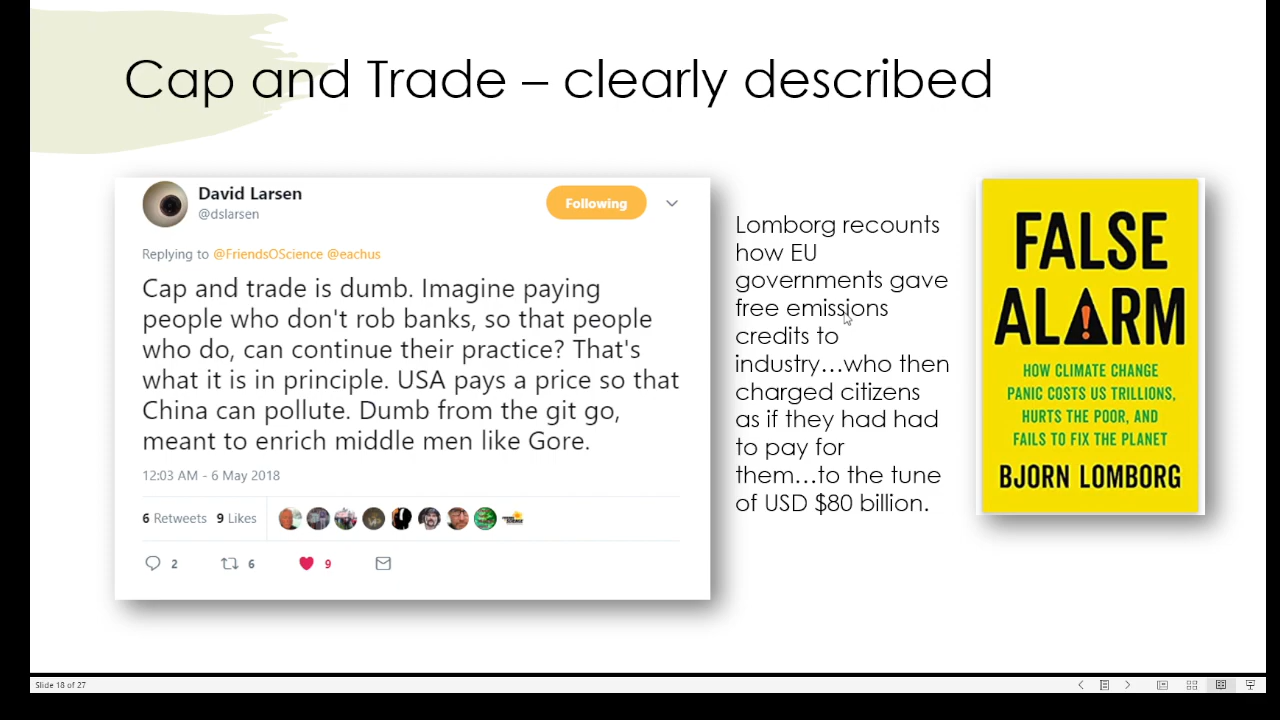 Cap and Trade – clearly described
David Larsen
@dslarsen
Following
Replying to @FriendsOScience @eachus
Cap and trade is dumb. Imagine paying
people who don't rob banks, so that people
who do, can continue their practice? That's
what it is in principle. USA pays a price so that
China can pollute. Dumb from the git go,
meant to enrich middle men like Gore.
12:03 AM - 6 May 2018
6 Retweets 9 Likes
2 6 9
Lomborg recounts
how EU
governments gave
free emissions
credits to
industry…who then
charged citizens
as if they had had
to pay for
them…to the tune
of USD $80 billion.
FALSE
ALARM
HOW CLIMATE CHANGE
PANIC COSTS US TRILLIONS,
HURTS THE POOR, AND
FAILS TO FIX THE PLANET
BJORN LOMBORG
Slide 18 of 27